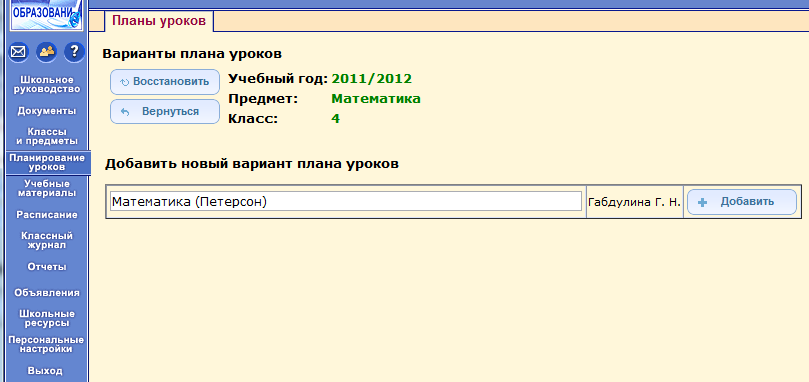 ОБРАЗОВАНИ
Планы уроков
?
Варианты плана уроков
Восстановить
Вернуться
Учебный год: 2011/2012
Предмет: Математика
Класс: 4
Добавить новый вариант плана уроков
Математика (Петерсон)
Габдулина Г. Н.
Добавить
Школьное
руководство
Документы
Классы
и предметы
Планирование
уроков
Учебные
материалы
Расписание
Классный
журнал
Отчеты
Объявления
Школьные
ресурсы
Персональные
настройки
Выход